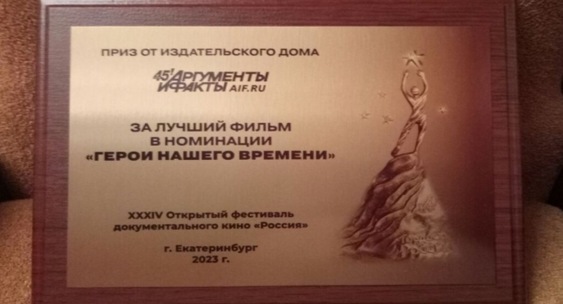 ПРИЗ ОТ ИЗДАТЕЛЬСКОГО ДОМА
45! АРГУМЕНТЫ
И ФАКТЫ AIF.RU
ЗА ЛУЧШИЙ ФИЛЬМ
В НОМИНАЦИИ
«ГЕРОИ НАШЕГО ВРЕМЕНИ»
XXXIV Открытый фестиваль
документального кино «Россия»
г. Екатеринбург
2023 г.